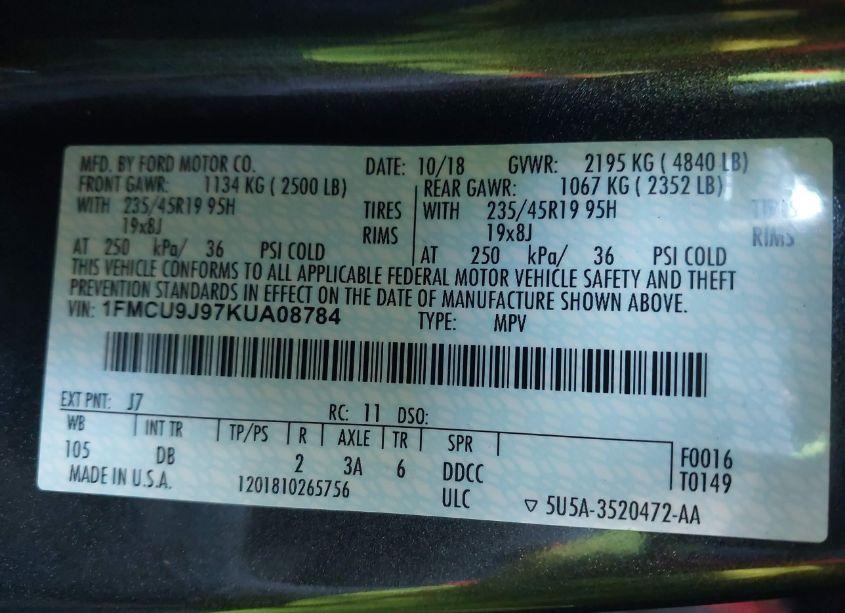 MFD. BY FORD MOTOR CO. DATE: 10/18 GVWR: 2195 KG ( 4840 LB)
FRONT GAWR: 1134 KG ( 2500 LB) REAR GAWR: 1067 KG ( 2352 LB)
WITH 235/45R19 95H TIRES WITH 235/45R19 95H TIRES
19x8J RIMS 19x8J RIMS
AT 250 kPa/ 36 PSI COLD AT 250 kPa/ 36 PSI COLD
THIS VEHICLE CONFORMS TO ALL APPLICABLE FEDERAL MOTOR VEHICLE SAFETY AND THEFT
PREVENTION STANDARDS IN EFFECT ON THE DATE OF MANUFACTURE SHOWN ABOVE.
VIN: 1FMCU9J97KUA08784 TYPE: MPV
EXT PNT: J7 RC: 11 DSO:
WB INT TR TP/PS R AXLE TR SPR
105 DB 2 3A 6 DDCC F0016
MADE IN U.S.A. 1201810265756 ULC T0149
▽ 5U5A-3520472-AA